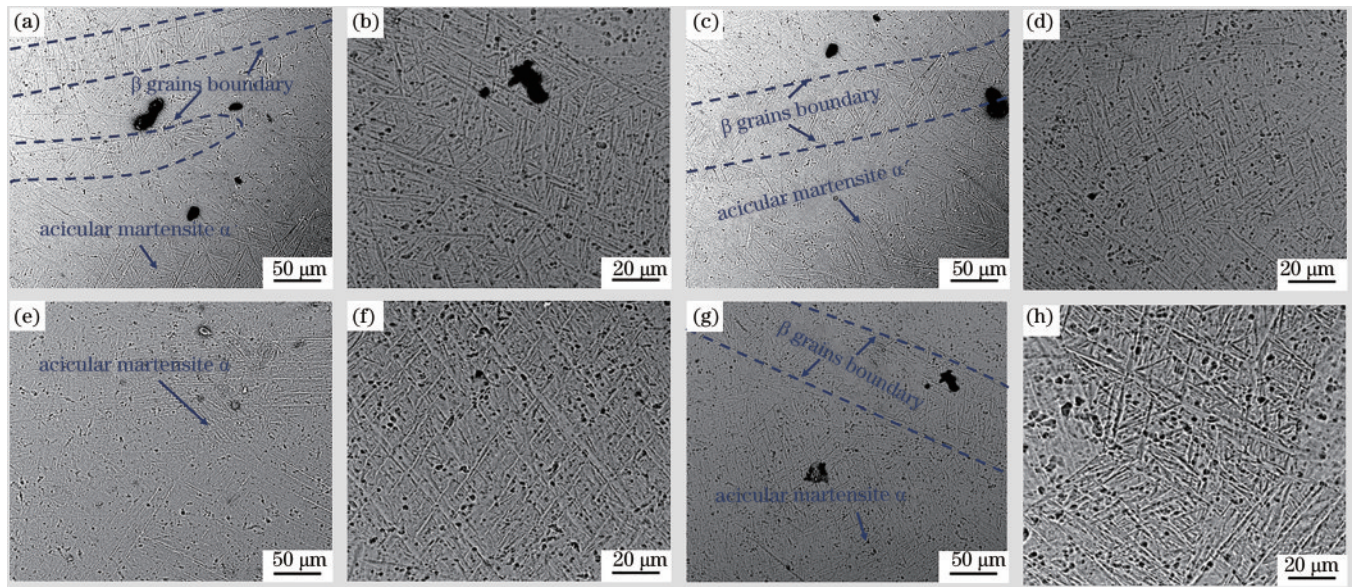 (a)
β grains boundary
acicular martensite α
50 μm
(b)
20 μm
(c)
β grains boundary
acicular martensite α′
50 μm
(d)
20 μm
(e)
acicular martensite α
50 μm
(f)
20 μm
(g)
β grains boundary
acicular martensite α
50 μm
(h)
20 μm